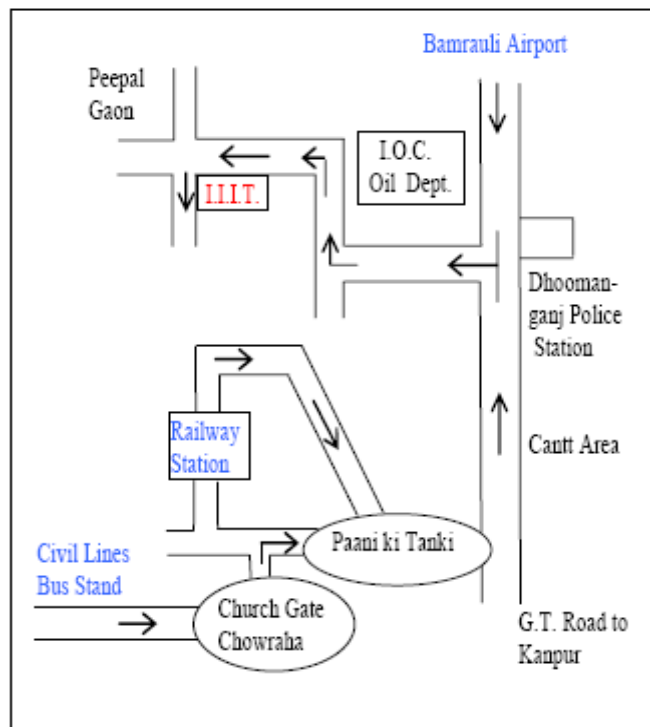 Bamrauli Airport
Peepal
Gaon
I.O.C.
Oil Dept.
I.I.I.T.
Dhooman-
ganj Police
Station
Railway
Station
Cantt Area
Paani ki Tanki
Civil Lines
Bus Stand
Church Gate
Chowraha
G.T. Road to
Kanpur